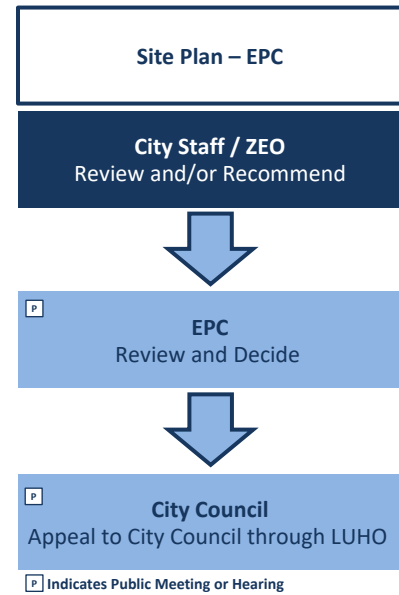 Site Plan – EPC
City Staff / ZEO
Review and/or Recommend
P
EPC
Review and Decide
P
City Council
Appeal to City Council through LUHO
P Indicates Public Meeting or Hearing